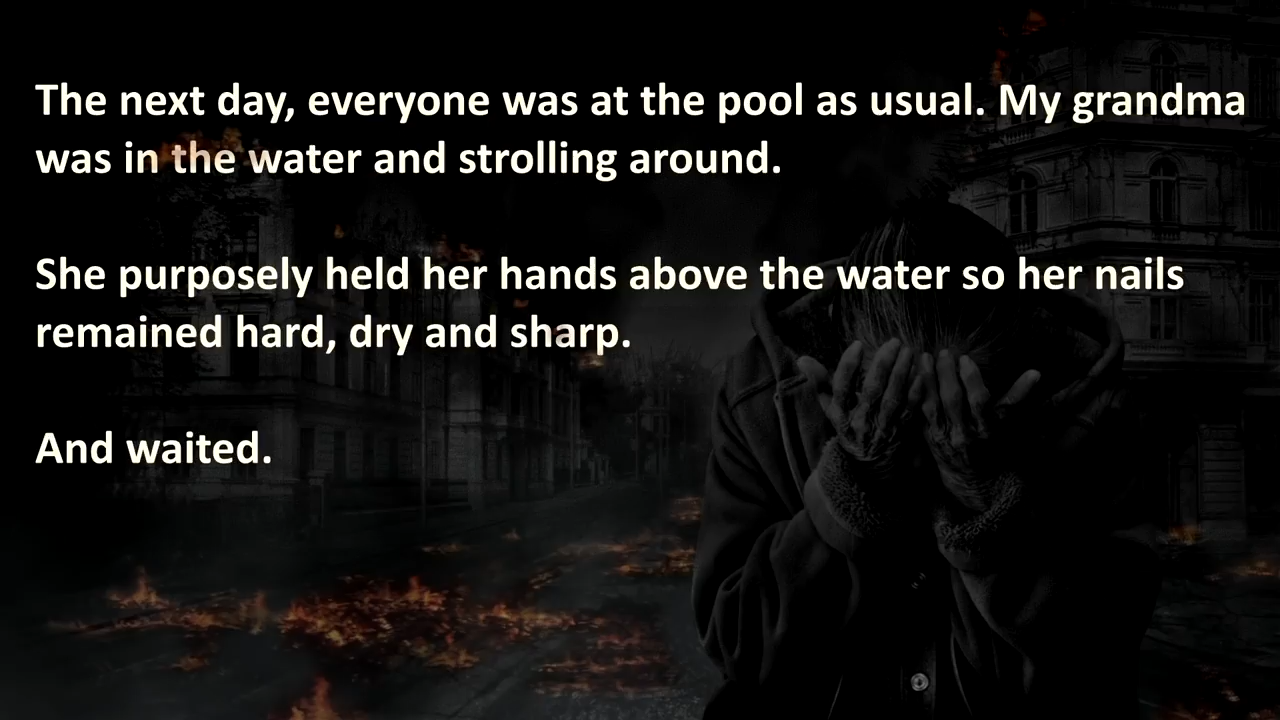 The next day, everyone was at the pool as usual. My grandma
was in the water and strolling around.
She purposely held her hands above the water so her nails
remained hard, dry and sharp.
And waited.